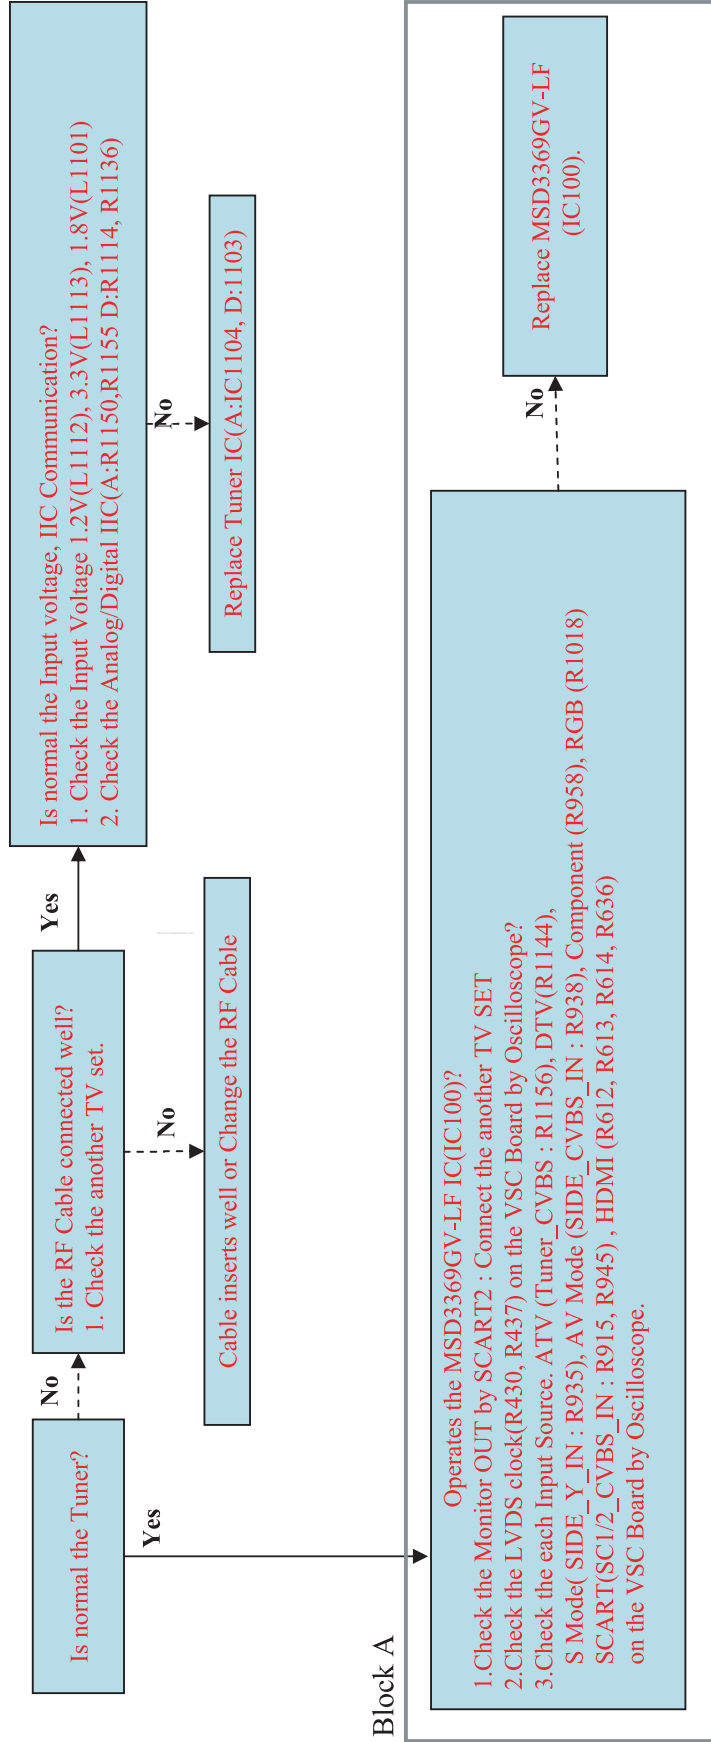 Is normal the Tuner?
No
Is the RF Cable connected well?
1. Check the another TV set.
Yes
Is normal the Input voltage, IIC Communication?
1. Check the Input Voltage 1.2V(L1112), 3.3V(L1113), 1.8V(L1101)
2. Check the Analog/Digital IIC(A:R1150,R1155 D:R1114, R1136)
Yes
No
Cable inserts well or Change the RF Cable
No
Replace Tuner IC(A:IC1104, D:1103)
Block A
Operates the MSD3369GV-LF IC(IC100)?
1.Check the Monitor OUT by SCART2 : Connect the another TV SET
2.Check the LVDS clock(R430, R437) on the VSC Board by Oscilloscope?
3.Check the each Input Source. ATV (Tuner_CVBS : R1156), DTV(R1144),
S Mode( SIDE_Y_IN : R935), AV Mode (SIDE_CVBS_IN : R938), Component (R958), RGB (R1018)
SCART(SC1/2_CVBS_IN : R915, R945) , HDMI (R612, R613, R614, R636)
on the VSC Board by Oscilloscope.
No
Replace MSD3369GV-LF
(IC100).